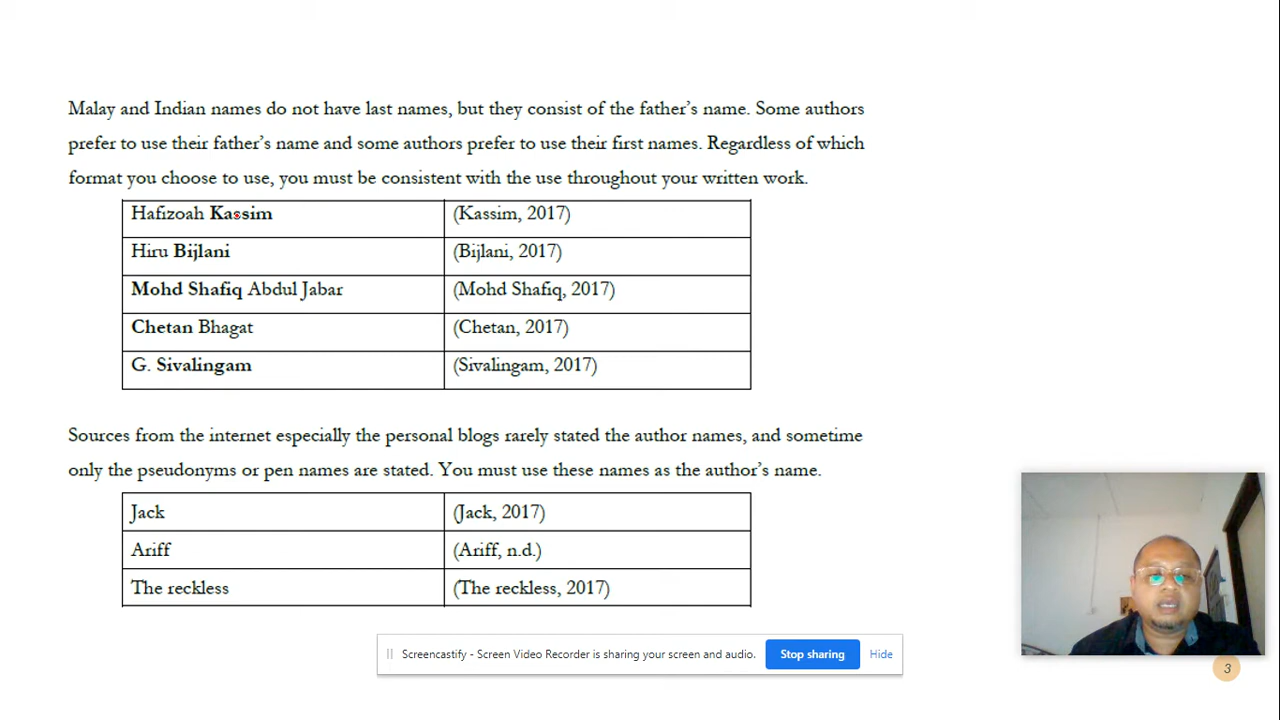 Malay and Indian names do not have last names, but they consist of the father's name. Some authors
prefer to use their father's name and some authors prefer to use their first names. Regardless of which
format you choose to use, you must be consistent with the use throughout your written work.
Hafizoah Kassim (Kassim, 2017)
Hiru Bijlani (Bijlani, 2017)
Mohd Shafiq Abdul Jabar (Mohd Shafiq, 2017)
Chetan Bhagat (Chetan, 2017)
G. Sivalingam (Sivalingam, 2017)
Sources from the internet especially the personal blogs rarely stated the author names, and sometime
only the pseudonyms or pen names are stated. You must use these names as the author's name.
Jack (Jack, 2017)
Ariff (Ariff, n.d.)
The reckless (The reckless, 2017)
Screencastify - Screen Video Recorder is sharing your screen and audio. Stop sharing Hide
3